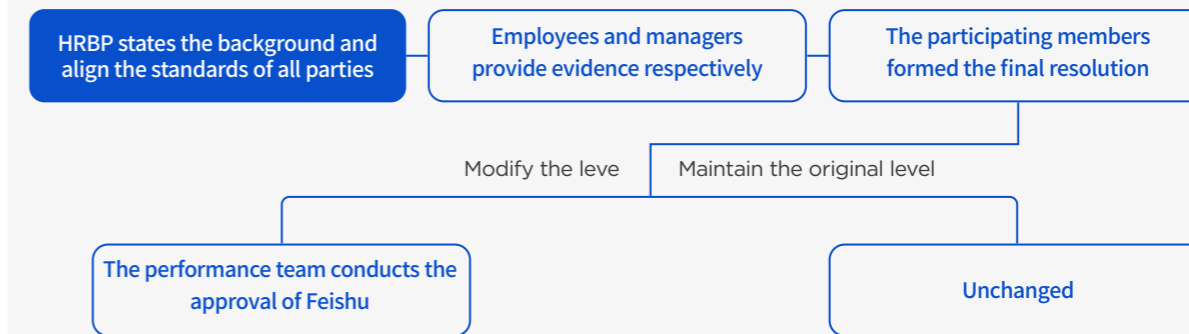 HRBP states the background and
align the standards of all parties
Employees and managers
provide evidence respectively
The participating members
formed the final resolution
Modify the leve
Maintain the original level
The performance team conducts the
approval of Feishu
Unchanged